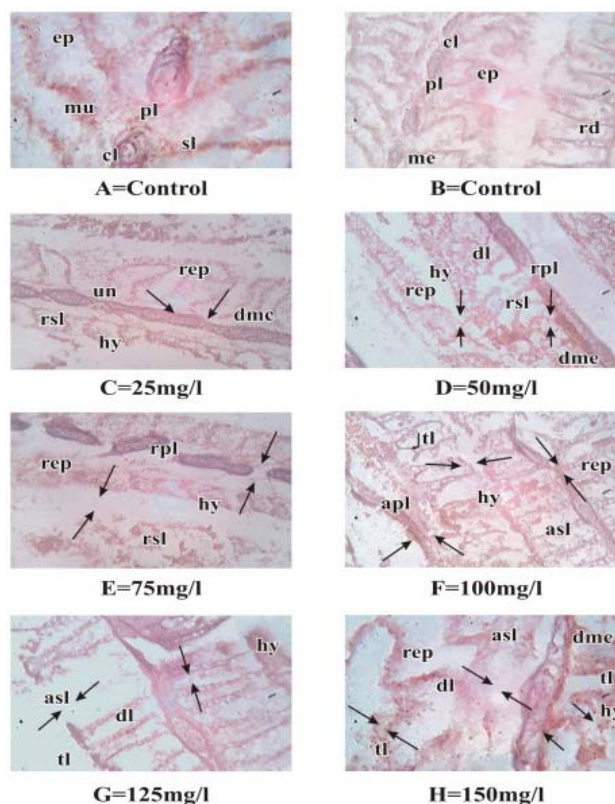 ep
mu
pl
cl
sl
A=Control
cl
pl
ep
rd
me
B=Control
rep
un
dmc
rsl
hy
C=25mg/l
dl
rpl
hy
rep
rsl
dme
D=50mg/l
rpl
rep
hy
rsl
E=75mg/l
tl
rep
hy
apl
asl
F=100mg/l
hy
asl
dl
tl
G=125mg/l
asl
dme
rep
tl
dl
hy
tl
H=150mg/l